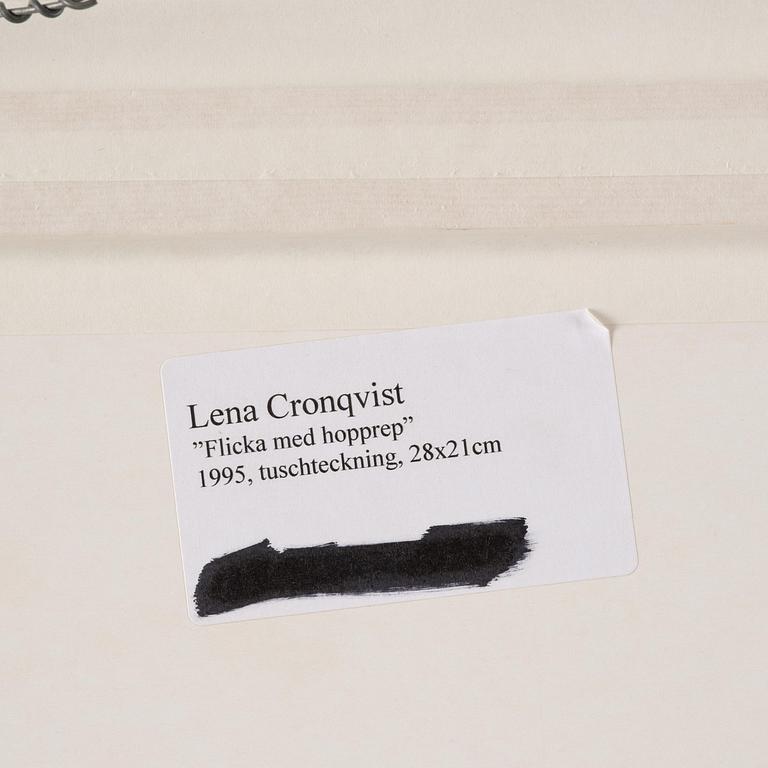 Lena Cronqvist
”Flicka med hopprep”
1995, tuschteckning, 28x21cm